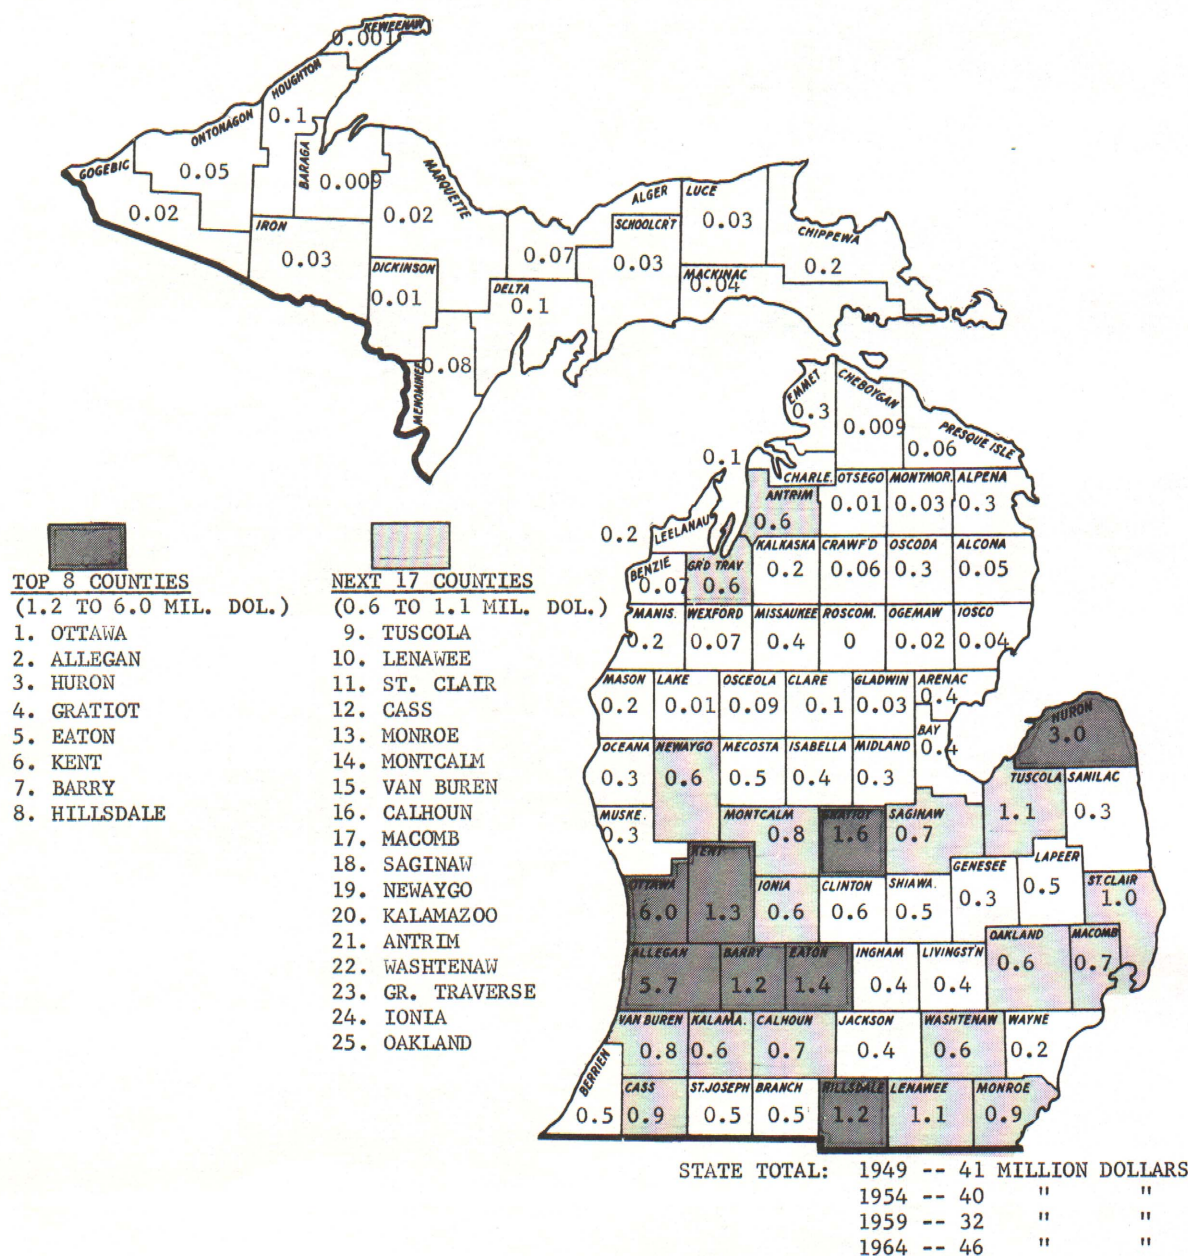 KEWEENAW
0.001
HOUGHTON
0.1
ONTONAGON
0.05
BARAGA
0.009
GOGEBIC
0.02
MARQUETTE
0.02
IRON
0.03
ALGER
0.07
LUCE
0.03
SCHOOLCR'T
0.03
CHIPPEWA
0.2
MACKINAC
0.04
DICKINSON
0.01
DELTA
0.1
MENOMINEE
0.08
EMMET
0.3
CHEBOYGAN
0.009
PRESQUE ISLE
0.06
0.1
CHARLE. OTSEGO MONTMOR. ALPENA
ANTRIM
0.6 0.01 0.03 0.3
0.2 LEELANAU
KALKASKA CRAWF'D OSCODA ALCONA
BENZIE GR'D TRAV
0.07 0.6 0.2 0.06 0.3 0.05
MANIS. WEXFORD MISSAUKEE ROSCOM. OGEMAW IOSCO
0.2 0.07 0.4 0 0.02 0.04
MASON LAKE OSCEOLA CLARE GLADWIN ARENAC
0.2 0.01 0.09 0.1 0.03 0.4
HURON
3.0
BAY
0.4
OCEANA NEWAYGO MECOSTA ISABELLA MIDLAND
0.3 0.6 0.5 0.4 0.3
TUSCOLA SANILAC
1.1 0.3
MUSKE. MONTCALM GRATIOT SAGINAW
0.3 0.8 1.6 0.7
KENT
GENESEE LAPEER
OTTAWA IONIA CLINTON SHIAWA. ST. CLAIR
6.0 1.3 0.6 0.6 0.5 0.3 0.5 1.0
ALLEGAN BARRY EATON INGHAM LIVINGST'N OAKLAND MACOMB
5.7 1.2 1.4 0.4 0.4 0.6 0.7
VAN BUREN KALAMA. CALHOUN JACKSON WASHTENAW WAYNE
0.8 0.6 0.7 0.4 0.6 0.2
BERRIEN CASS ST. JOSEPH BRANCH HILLSDALE LENAWEE MONROE
0.5 0.9 0.5 0.5 1.2 1.1 0.9
TOP 8 COUNTIES
(1.2 TO 6.0 MIL. DOL.)
1. OTTAWA
2. ALLEGAN
3. HURON
4. GRATIOT
5. EATON
6. KENT
7. BARRY
8. HILLSDALE
NEXT 17 COUNTIES
(0.6 TO 1.1 MIL. DOL.)
9. TUSCOLA
10. LENAWEE
11. ST. CLAIR
12. CASS
13. MONROE
14. MONTCALM
15. VAN BUREN
16. CALHOUN
17. MACOMB
18. SAGINAW
19. NEWAYGO
20. KALAMAZOO
21. ANTRIM
22. WASHTENAW
23. GR. TRAVERSE
24. IONIA
25. OAKLAND
STATE TOTAL: 1949 -- 41 MILLION DOLLARS
1954 -- 40 " "
1959 -- 32 " "
1964 -- 46 " "